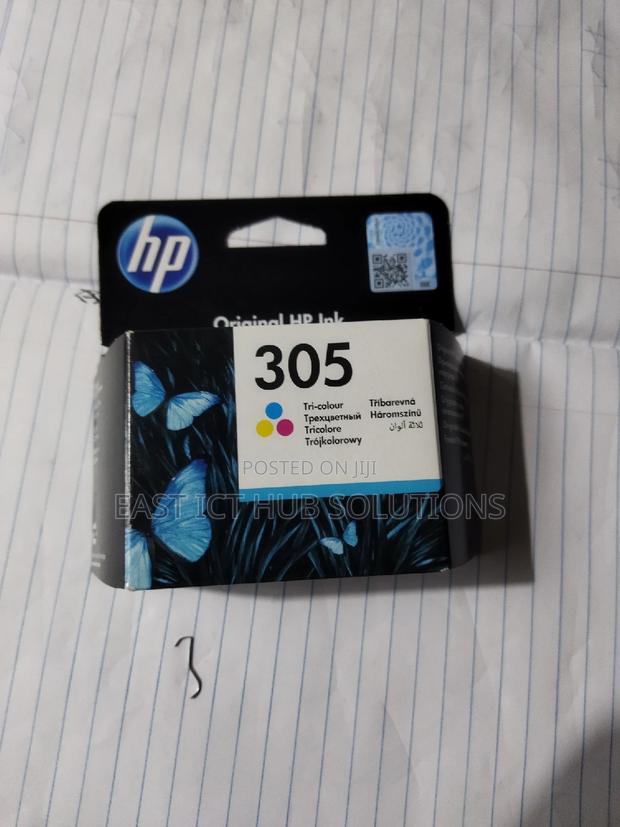 hp
Original HP Ink
305
Tri-colour
Трехцветный
Tricolore
Trójkolorowy
Tříbarevná
Háromszínű
ثلاثة ألوان
POSTED ON JIJI
EAST ICT HUB SOLUTIONS
3